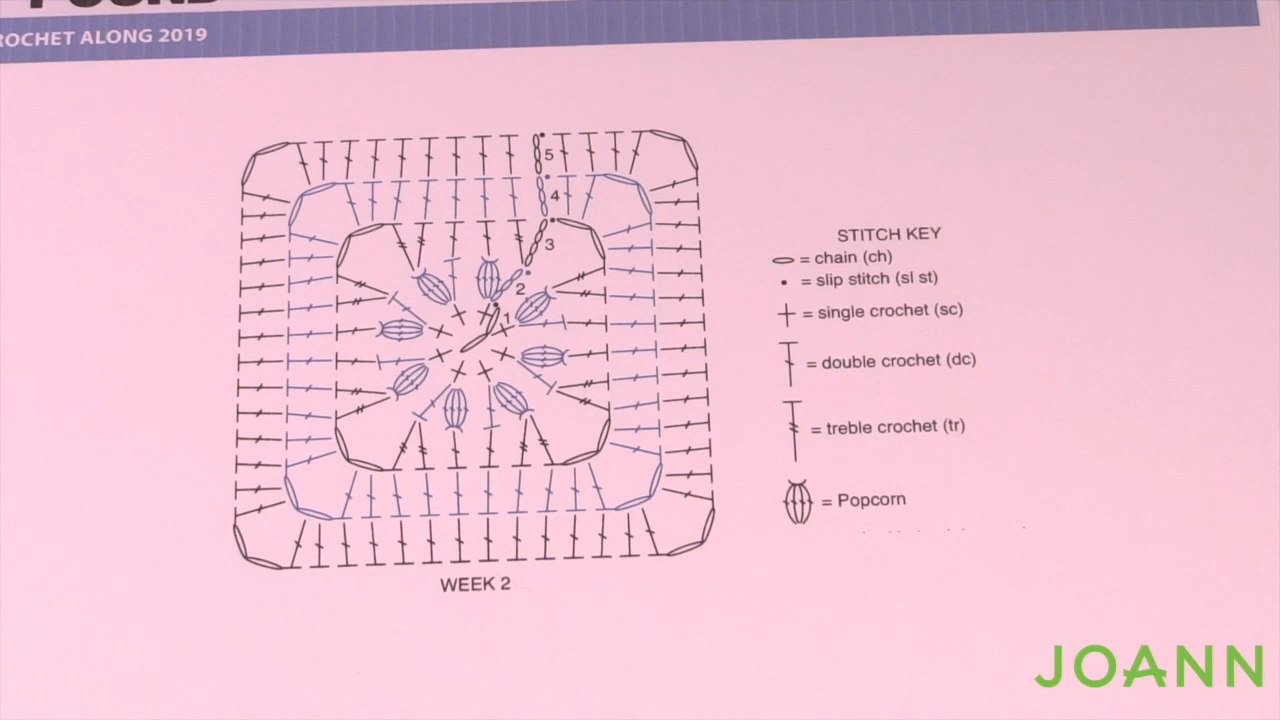 ROCHET ALONG 2019
5
4
3
2
1
WEEK 2
STITCH KEY
= chain (ch)
= slip stitch (sl st)
= single crochet (sc)
= double crochet (dc)
= treble crochet (tr)
= Popcorn
JOANN